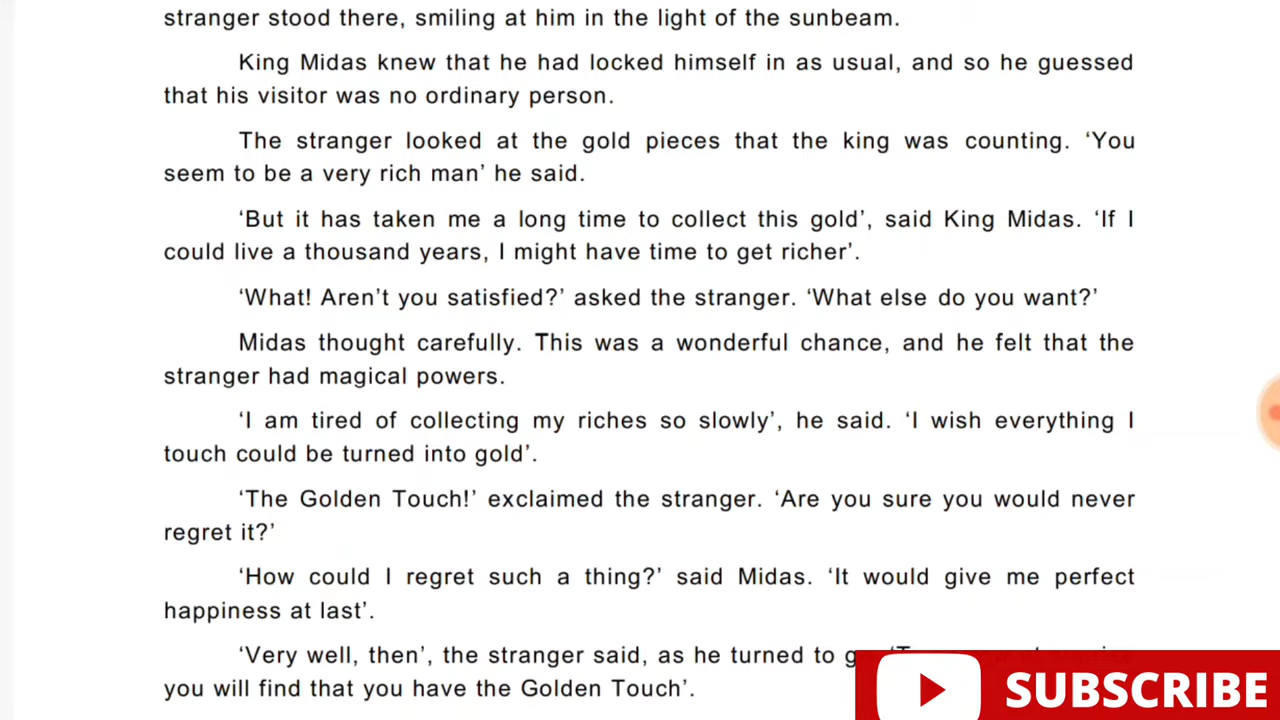 stranger stood there, smiling at him in the light of the sunbeam.
King Midas knew that he had locked himself in as usual, and so he guessed
that his visitor was no ordinary person.
The stranger looked at the gold pieces that the king was counting. ‘You
seem to be a very rich man’ he said.
‘But it has taken me a long time to collect this gold’, said King Midas. ‘If I
could live a thousand years, I might have time to get richer’.
‘What! Aren’t you satisfied?’ asked the stranger. ‘What else do you want?’
Midas thought carefully. This was a wonderful chance, and he felt that the
stranger had magical powers.
‘I am tired of collecting my riches so slowly’, he said. ‘I wish everything I
touch could be turned into gold’.
‘The Golden Touch!’ exclaimed the stranger. ‘Are you sure you would never
regret it?’
‘How could I regret such a thing?’ said Midas. ‘It would give me perfect
happiness at last’.
‘Very well, then’, the stranger said, as he turned to
you will find that you have the Golden Touch’.
SUBSCRIBE